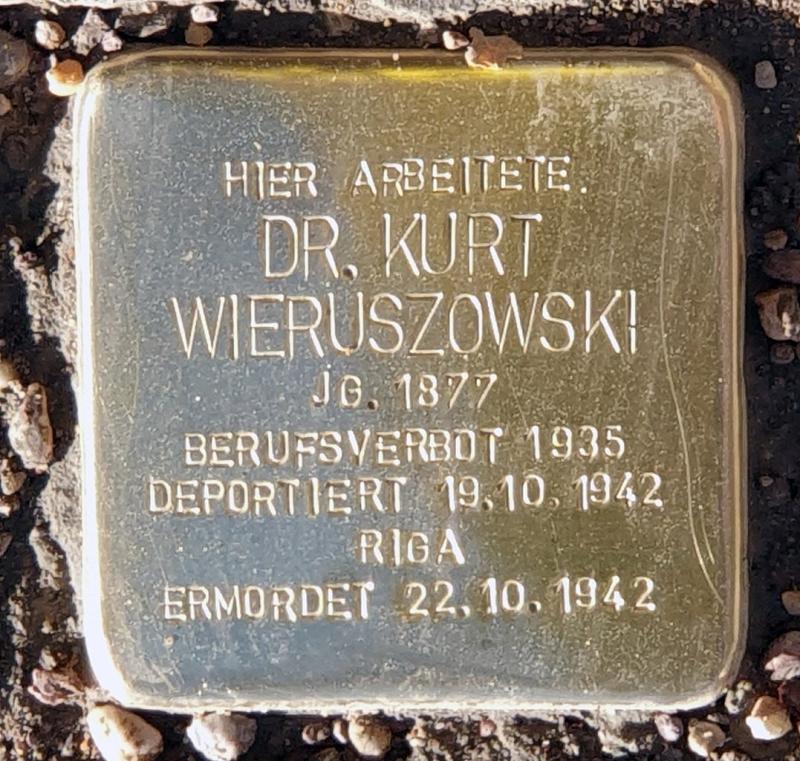 HIER ARBEITETE.
DR. KURT
WIERUSZOWSKI
JG. 1877
BERUFSVERBOT 1935
DEPORTIERT 19.10.1942
RIGA
ERMORDET 22.10.1942